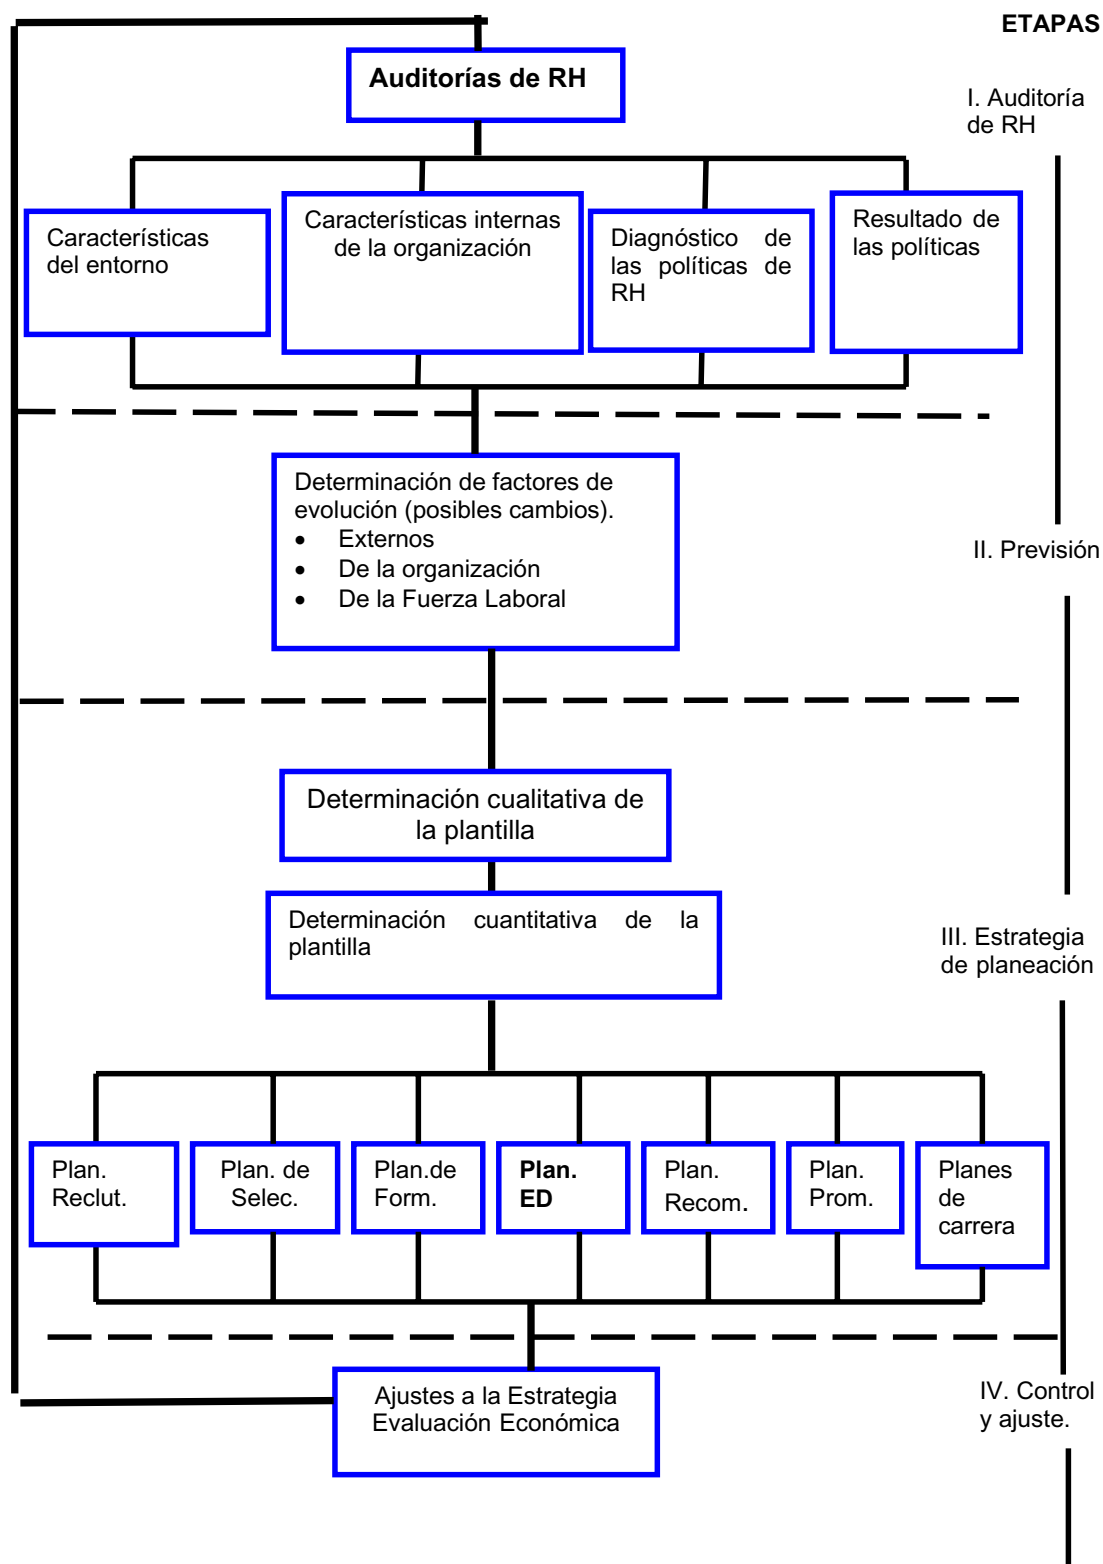 ETAPAS
Auditorías de RH
I. Auditoría
de RH
Características
del entorno
Características internas
de la organización
Diagnóstico de
las políticas de
RH
Resultado de
las políticas
Determinación de factores de
evolución (posibles cambios).
• Externos
• De la organización
• De la Fuerza Laboral
II. Previsión
Determinación cualitativa de
la plantilla
Determinación cuantitativa de la
plantilla
III. Estrategia
de planeación
Plan.
Reclut.
Plan. de
Selec.
Plan.de
Form.
Plan.
ED
Plan.
Recom.
Plan.
Prom.
Planes
de
carrera
Ajustes a la Estrategia
Evaluación Económica
IV. Control
y ajuste.